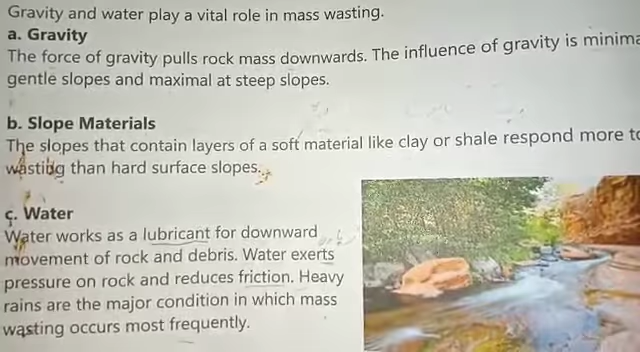 Gravity and water play a vital role in mass wasting.
a. Gravity
The force of gravity pulls rock mass downwards. The influence of gravity is minima
gentle slopes and maximal at steep slopes.
b. Slope Materials
The slopes that contain layers of a soft material like clay or shale respond more to
wasting than hard surface slopes.
c. Water
Water works as a lubricant for downward
movement of rock and debris. Water exerts
pressure on rock and reduces friction. Heavy
rains are the major condition in which mass
wasting occurs most frequently.